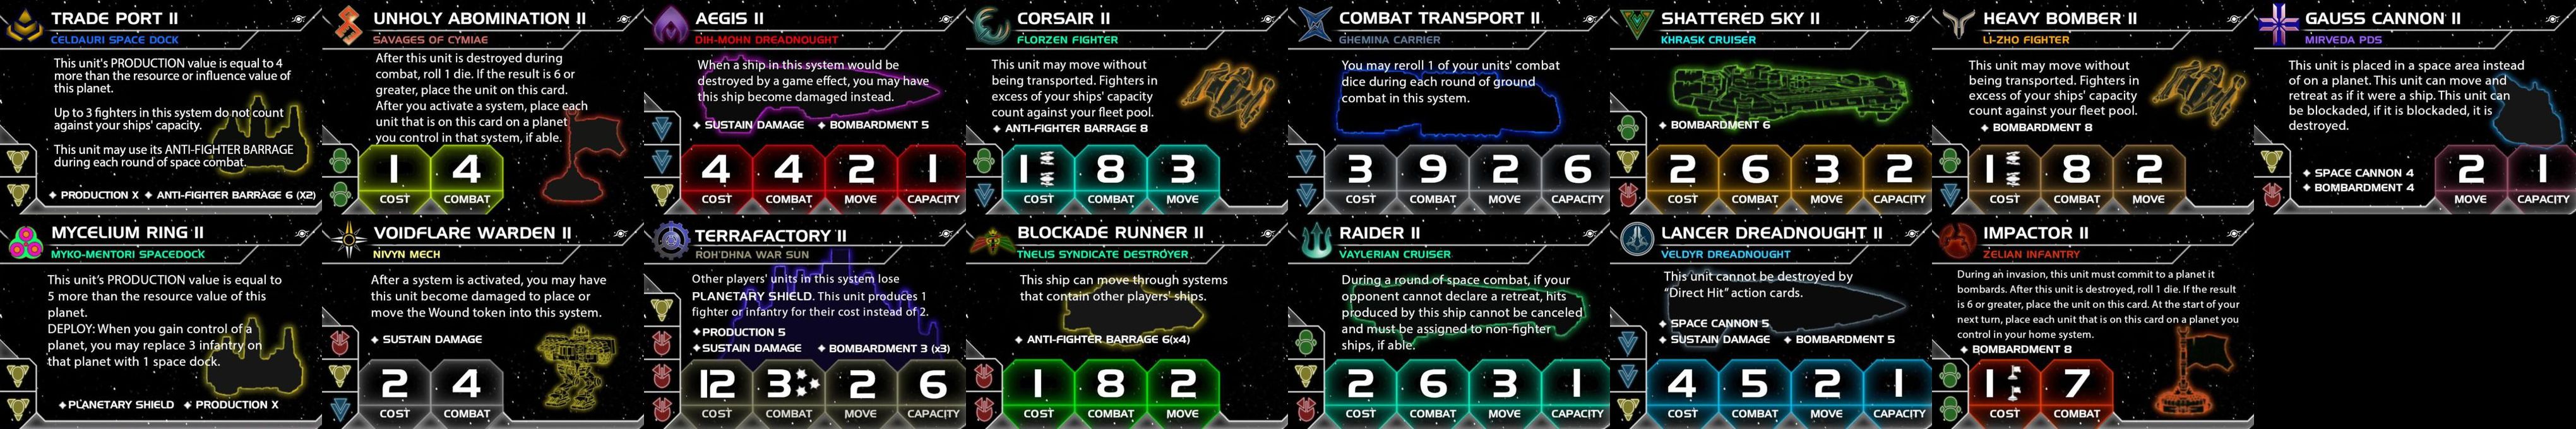 TRADE PORT II
CELDAURI SPACE DOCK
This unit's PRODUCTION value is equal to 4
more than the resource or influence value of
this planet.
Up to 3 fighters in this system do not count
against your ships' capacity.
This unit may use its ANTI-FIGHTER BARRAGE
during each round of space combat.
PRODUCTION X ANTI-FIGHTER BARRAGE 6 (X2)
UNHOLY ABOMINATION II
SAVAGES OF CYMIAE
After this unit is destroyed during
combat, roll 1 die. If the result is 6 or
greater, place the unit on this card.
After you activate a system, place each
unit that is on this card on a planet
you control in that system, if able.
1 4
COST COMBAT
AEGIS II
DIH-MOHN DREADNOUGHT
When a ship in this system would be
destroyed by a game effect, you may have
this ship become damaged instead.
SUSTAIN DAMAGE BOMBARDMENT 5
4 4 2 1
COST COMBAT MOVE CAPACITY
CORSAIR II
FLORZEN FIGHTER
This unit may move without
being transported. Fighters in
excess of your ships' capacity
count against your fleet pool.
ANTI-FIGHTER BARRAGE 8
1 8 3
COST COMBAT MOVE
COMBAT TRANSPORT II
GHEMINA CARRIER
You may reroll 1 of your units' combat
dice during each round of ground
combat in this system.
3 9 2 6
COST COMBAT MOVE CAPACITY
SHATTERED SKY II
KHRASK CRUISER
BOMBARDMENT 6
2 6 3 2
COST COMBAT MOVE CAPACITY
HEAVY BOMBER II
LI-ZHO FIGHTER
This unit may move without
being transported. Fighters in
excess of your ships' capacity
count against your fleet pool.
BOMBARDMENT 8
1 8 2
COST COMBAT MOVE
GAUSS CANNON II
MIRVEDA PDS
This unit is placed in a space area instead
of on a planet. This unit can move and
retreat as if it were a ship. This unit can
be blockaded, if it is blockaded, it is
destroyed.
SPACE CANNON 4
BOMBARDMENT 4
2 1
MOVE CAPACITY
MYCELIUM RING II
MYKO-MENTORI SPACEDOCK
This unit's PRODUCTION value is equal to
5 more than the resource value of this
planet.
DEPLOY: When you gain control of a
planet, you may replace 3 infantry on
that planet with 1 space dock.
PLANETARY SHIELD PRODUCTION X
VOIDFLARE WARDEN II
NIVYN MECH
After a system is activated, you may have
this unit become damaged to place or
move the Wound token into this system.
SUSTAIN DAMAGE
2 4
COST COMBAT
TERRAFACTORY II
ROH'DHNA WAR SUN
Other players' units in this system lose
PLANETARY SHIELD. This unit produces 1
fighter or infantry for their cost instead of 2.
PRODUCTION 5
SUSTAIN DAMAGE BOMBARDMENT 3 (x3)
12 3 2 6
COST COMBAT MOVE CAPACITY
BLOCKADE RUNNER II
TNELIS SYNDICATE DESTROYER
This ship can move through systems
that contain other players' ships.
ANTI-FIGHTER BARRAGE 6(x4)
1 8 2
COST COMBAT MOVE
RAIDER II
VAYLERIAN CRUISER
During a round of space combat, if your
opponent cannot declare a retreat, hits
produced by this ship cannot be canceled
and must be assigned to non-fighter
ships, if able.
2 6 3 1
COST COMBAT MOVE CAPACITY
LANCER DREADNOUGHT II
VELDYR DREADNOUGHT
This unit cannot be destroyed by
“Direct Hit” action cards.
SPACE CANNON 5
SUSTAIN DAMAGE BOMBARDMENT 5
4 5 2 1
COST COMBAT MOVE CAPACITY
IMPACTOR II
ZELIAN INFANTRY
During an invasion, this unit must commit to a planet it
bombards. After this unit is destroyed, roll 1 die. If the result
is 6 or greater, place the unit on this card. At the start of your
next turn, place each unit that is on this card on a planet you
control in your home system.
BOMBARDMENT 8
1 7
COST COMBAT